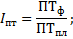 Iпт = ПТф / ПТпл;